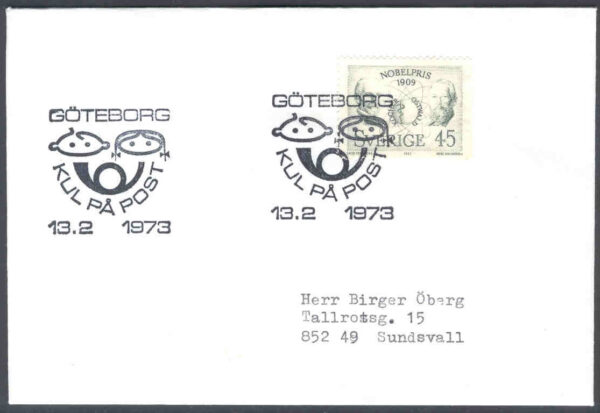 GÖTEBORG
KUL PÅ POST
13.2 1973
GÖTEBORG
KUL PÅ POST
13.2 1973
NOBELPRIS
1909
SVERIGE 45
Herr Birger Öberg
Tallrotsg. 15
852 49 Sundsvall